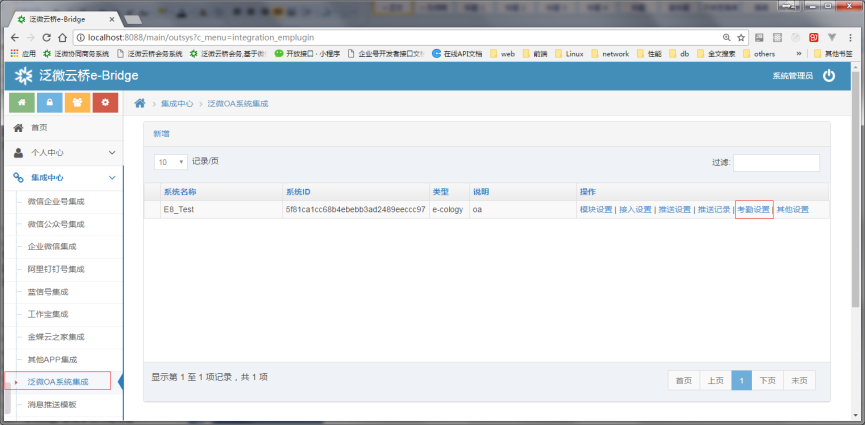 泛微云桥e-Bridge
localhost:8088/main/outsys?c_menu=integration_emplugin
应用 泛微协同商务系统 泛微云桥会务系统 泛微云桥会务,基于街 开放接口 · 小程序 企业号开发者接口文 在线API文档 web 前端 Linux network 性能 db 全文搜索 others » 其他书签
泛微云桥e-Bridge 系统管理员
首页
个人中心
集成中心
微信企业号集成
微信公众号集成
企业微信集成
阿里钉钉号集成
蓝信号集成
工作宝集成
金蝶云之家集成
其他APP集成
泛微OA系统集成
消息推送模板
集成中心 泛微OA系统集成
新增
10 记录/页 过滤:
系统名称 系统ID 类型 说明 操作
E8_Test 5f81ca1cc68b4ebebb3ad2489eeccc97 e-cology oa 模块设置 | 接入设置 | 推送设置 | 推送记录 | 考勤设置 | 其他设置
显示第 1 至 1 项记录，共 1 项
首页 上页 1 下页 末页